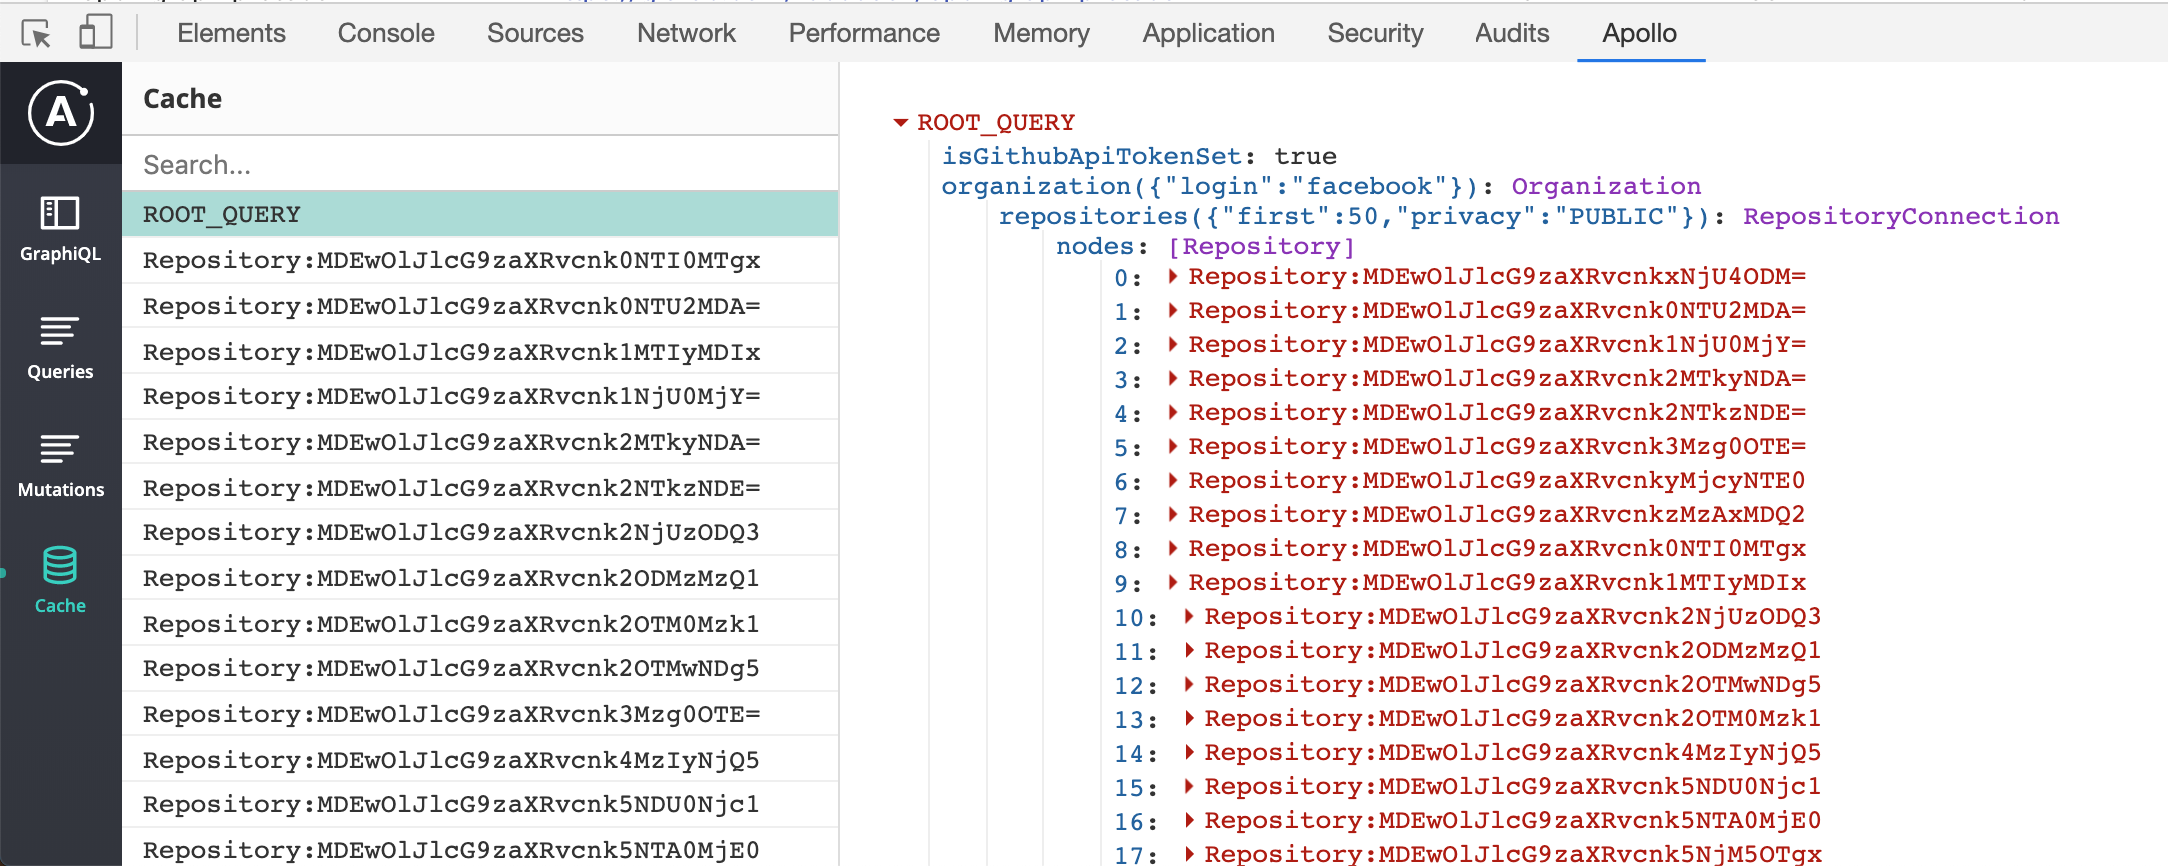 Elements Console Sources Network Performance Memory Application Security Audits Apollo
A
GraphiQL
Queries
Mutations
Cache
Cache
Search...
ROOT_QUERY
Repository:MDEwOlJlcG9zaXRvcnk0NTI0MTgx
Repository:MDEwOlJlcG9zaXRvcnk0NTU2MDA=
Repository:MDEwOlJlcG9zaXRvcnk1MTIyMDIx
Repository:MDEwOlJlcG9zaXRvcnk1NjU0MjY=
Repository:MDEwOlJlcG9zaXRvcnk2MTkyNDA=
Repository:MDEwOlJlcG9zaXRvcnk2NTkzNDE=
Repository:MDEwOlJlcG9zaXRvcnk2NjUzODQ3
Repository:MDEwOlJlcG9zaXRvcnk2ODMzMzQ1
Repository:MDEwOlJlcG9zaXRvcnk2OTM0Mzk1
Repository:MDEwOlJlcG9zaXRvcnk2OTMwNDg5
Repository:MDEwOlJlcG9zaXRvcnk3Mzg0OTE=
Repository:MDEwOlJlcG9zaXRvcnk4MzIyNjQ5
Repository:MDEwOlJlcG9zaXRvcnk5NDU0Njc1
Repository:MDEwOlJlcG9zaXRvcnk5NTA0MjE0
ROOT_QUERY
isGithubApiTokenSet: true
organization({"login":"facebook"}): Organization
repositories({"first":50,"privacy":"PUBLIC"}): RepositoryConnection
nodes: [Repository]
0: Repository:MDEwOlJlcG9zaXRvcnkxNjU4ODM=
1: Repository:MDEwOlJlcG9zaXRvcnk0NTU2MDA=
2: Repository:MDEwOlJlcG9zaXRvcnk1NjU0MjY=
3: Repository:MDEwOlJlcG9zaXRvcnk2MTkyNDA=
4: Repository:MDEwOlJlcG9zaXRvcnk2NTkzNDE=
5: Repository:MDEwOlJlcG9zaXRvcnk3Mzg0OTE=
6: Repository:MDEwOlJlcG9zaXRvcnkyMjcyNTE0
7: Repository:MDEwOlJlcG9zaXRvcnkzMzAxMDQ2
8: Repository:MDEwOlJlcG9zaXRvcnk0NTI0MTgx
9: Repository:MDEwOlJlcG9zaXRvcnk1MTIyMDIx
10: Repository:MDEwOlJlcG9zaXRvcnk2NjUzODQ3
11: Repository:MDEwOlJlcG9zaXRvcnk2ODMzMzQ1
12: Repository:MDEwOlJlcG9zaXRvcnk2OTMwNDg5
13: Repository:MDEwOlJlcG9zaXRvcnk2OTM0Mzk1
14: Repository:MDEwOlJlcG9zaXRvcnk4MzIyNjQ5
15: Repository:MDEwOlJlcG9zaXRvcnk5NDU0Njc1
16: Repository:MDEwOlJlcG9zaXRvcnk5NTA0MjE0
17: Repository:MDEwOlJlcG9zaXRvcnk5NjM5OTgx